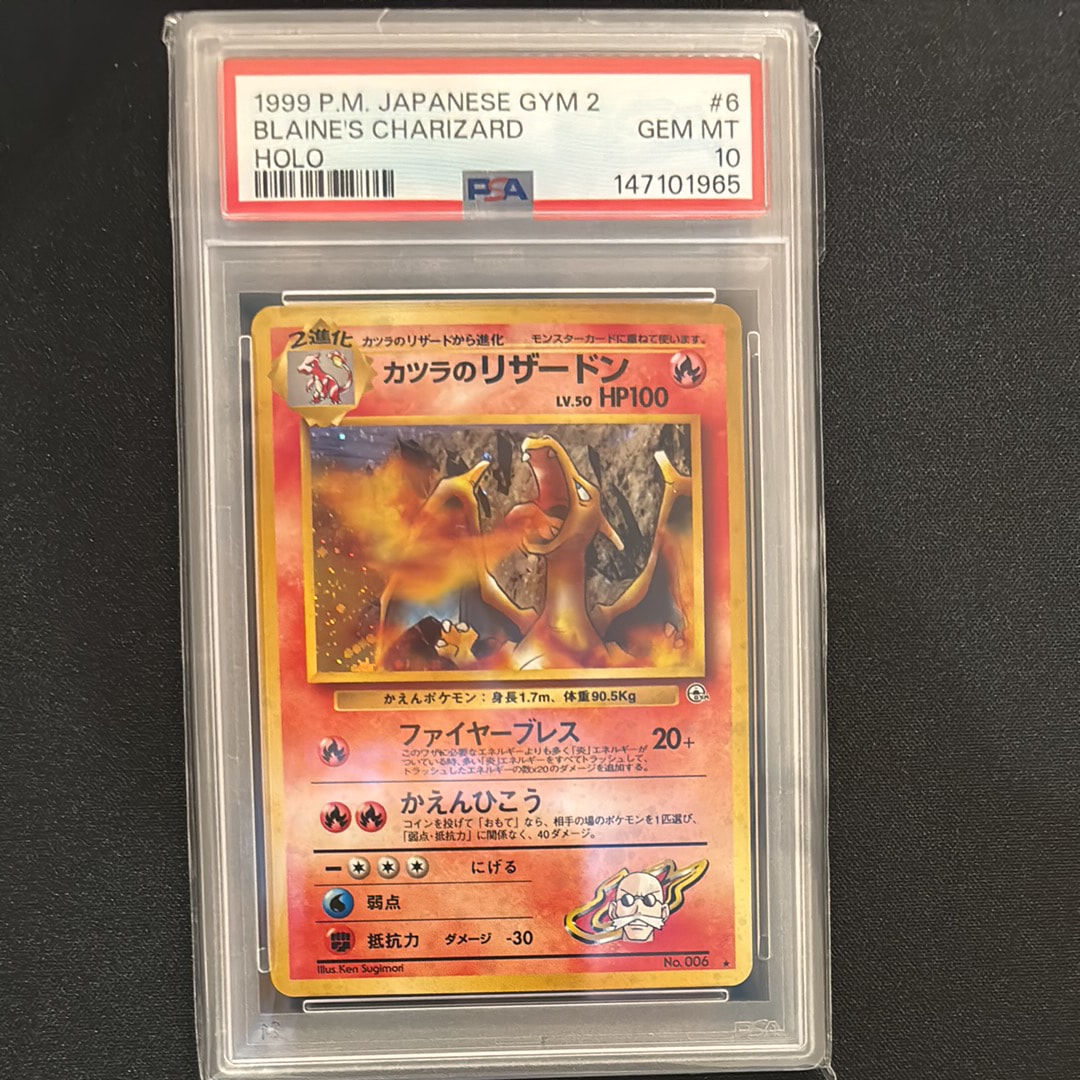 1999 P.M. JAPANESE GYM 2 #6
BLAINE'S CHARIZARD GEM MT
HOLO 10
PSA 147101965
2進化 カツラのリザードから進化 モンスターカードに重ねて使います。
カツラのリザードン
LV.50 HP100
かえんポケモン：身長1.7m、体重90.5Kg
ファイヤーブレス 20+
このワザに必要なエネルギーよりも多く「炎」エネルギーが
ついている時、多い「炎」エネルギーをすべてトラッシュして、
トラッシュしたエネルギーの数×20のダメージを追加する。
かえんひこう
コインを投げて「おもて」なら、相手の場のポケモンを1匹選び、
「弱点・抵抗力」に関係なく、40ダメージ。
にげる
弱点
抵抗力 ダメージ -30
Illus.Ken Sugimori No.006
PSA